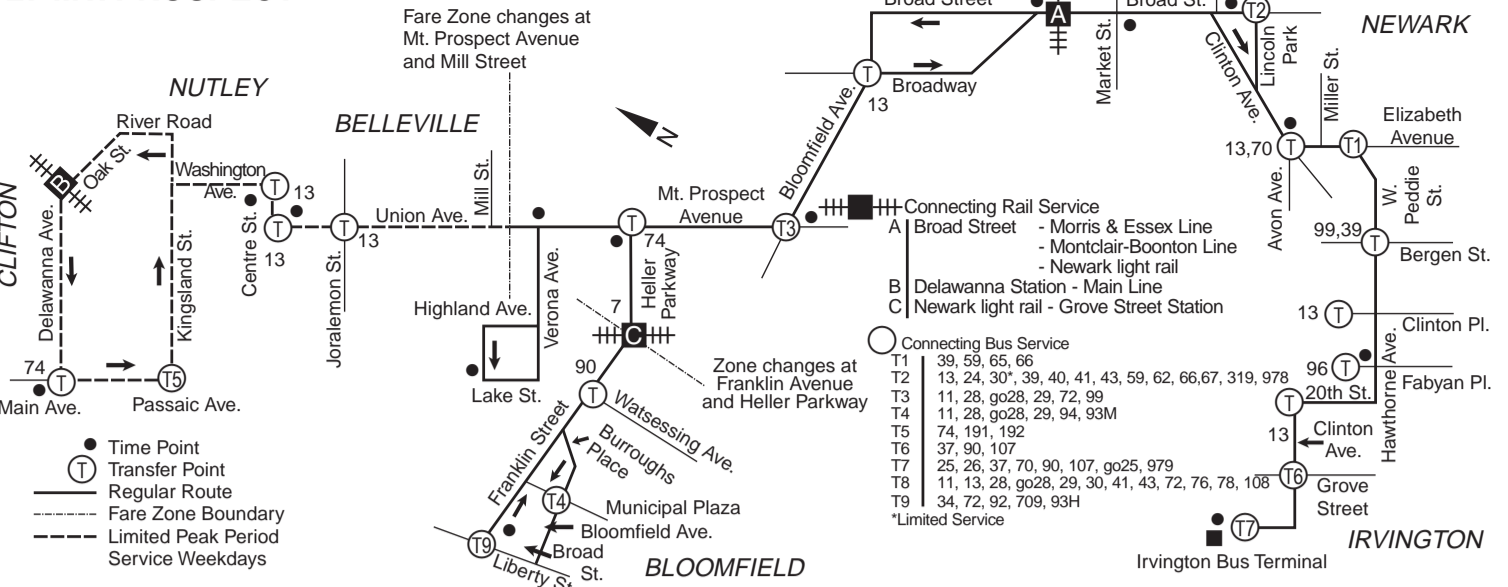 Fare Zone changes at
Mt. Prospect Avenue
and Mill Street
Broad Street
Broad St.
A
T2
NEWARK
NUTLEY
River Road
BELLEVILLE
T
Broadway
13
Market St.
Clinton Ave.
Lincoln
Park
Miller St.
Elizabeth
Avenue
N
Bloomfield Ave.
13,70
T
T1
CLIFTON
B
Oak St.
Washington
Ave.
T
13
Centre St.
T
13
T
13
Union Ave.
Mill St.
Mt. Prospect
Avenue
T
74
T3
Avon Ave.
W.
Peddie
St.
99,39
T
Bergen St.
Delawanna Ave.
Kingsland St.
Joralemon St.
Highland Ave.
Verona Ave.
7
Heller
Parkway
C
Connecting Rail Service
A Broad Street - Morris & Essex Line
- Montclair-Boonton Line
- Newark light rail
B Delawanna Station - Main Line
C Newark light rail - Grove Street Station
13
T
Clinton Pl.
Hawthorne Ave.
96
T
Fabyan Pl.
74
T
T5
Main Ave.
Passaic Ave.
Lake St.
90
T
Zone changes at
Franklin Avenue
and Heller Parkway
Watsessing Ave.
Connecting Bus Service
T1 39, 59, 65, 66
T2 13, 24, 30*, 39, 40, 41, 43, 59, 62, 66,67, 319, 978
T3 11, 28, go28, 29, 72, 99
T4 11, 28, go28, 29, 94, 93M
T5 74, 191, 192
T6 37, 90, 107
T7 25, 26, 37, 70, 90, 107, go25, 979
T8 11, 13, 28, go28, 29, 30, 41, 43, 72, 76, 78, 108
T9 34, 72, 92, 709, 93H
*Limited Service
T
20th St.
13
Clinton
Ave.
T6
Grove
Street
T7
Irvington Bus Terminal
IRVINGTON
Time Point
T Transfer Point
Regular Route
Fare Zone Boundary
Limited Peak Period
Service Weekdays
Franklin Street
Burroughs
Place
T4
Municipal Plaza
Bloomfield Ave.
T9
Broad
St.
Liberty St.
BLOOMFIELD